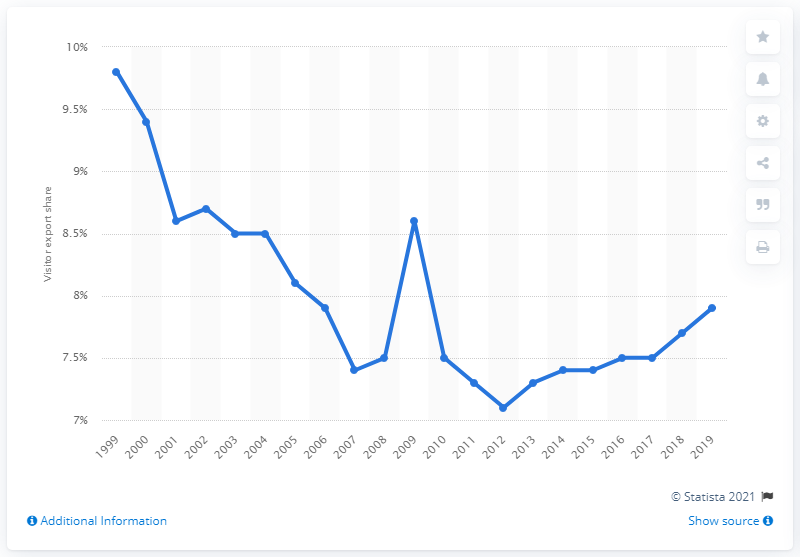 10%
9.5%
9%
8.5%
8%
7.5%
7%
Visitor export share
1999 2000 2001 2002 2003 2004 2005 2006 2007 2008 2009 2010 2011 2012 2013 2014 2015 2016 2017 2018 2019
© Statista 2021
Additional Information
Show source